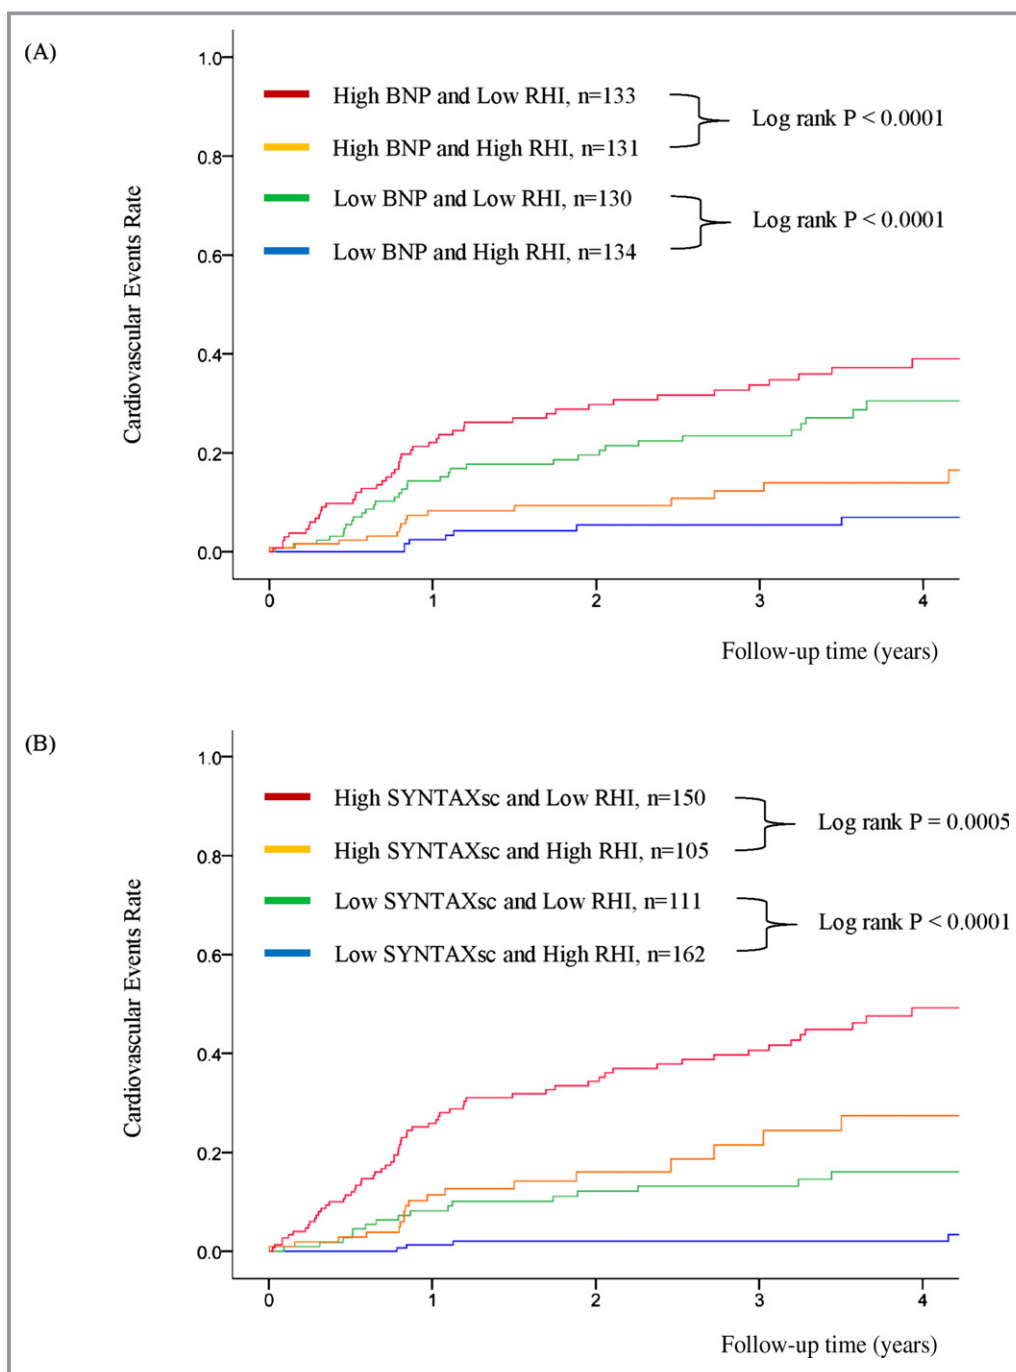 (A)
1.0
High BNP and Low RHI, n=133
Log rank P < 0.0001
High BNP and High RHI, n=131
0.8
Low BNP and Low RHI, n=130
Log rank P < 0.0001
Low BNP and High RHI, n=134
0.6
Cardiovascular Events Rate
0.4
0.2
0.0
0 1 2 3 4
Follow-up time (years)
(B)
1.0
High SYNTAXsc and Low RHI, n=150
Log rank P = 0.0005
High SYNTAXsc and High RHI, n=105
0.8
Low SYNTAXsc and Low RHI, n=111
Log rank P < 0.0001
Low SYNTAXsc and High RHI, n=162
0.6
Cardiovascular Events Rate
0.4
0.2
0.0
0 1 2 3 4
Follow-up time (years)